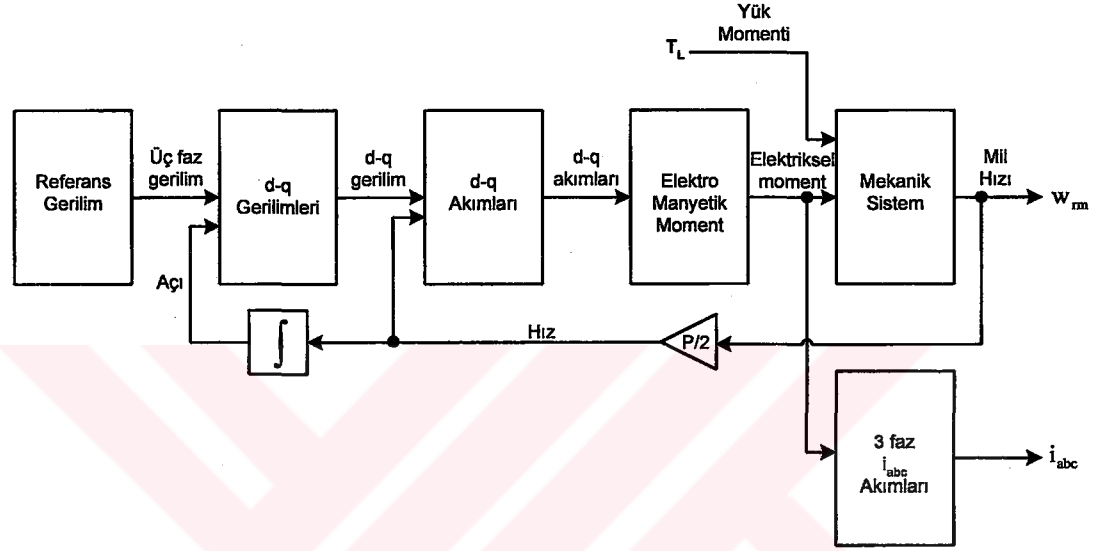 Yük
Momenti
T_L
Referans
Gerilim
Üç faz
gerilim
d-q
Gerilimleri
d-q
gerilim
d-q
Akımları
d-q
akımları
Elektro
Manyetik
Moment
Elektriksel
moment
Mekanik
Sistem
Mil
Hızı
w_rm
Açı
∫
Hız
P/2
3 faz
i_abc
Akımları
i_abc